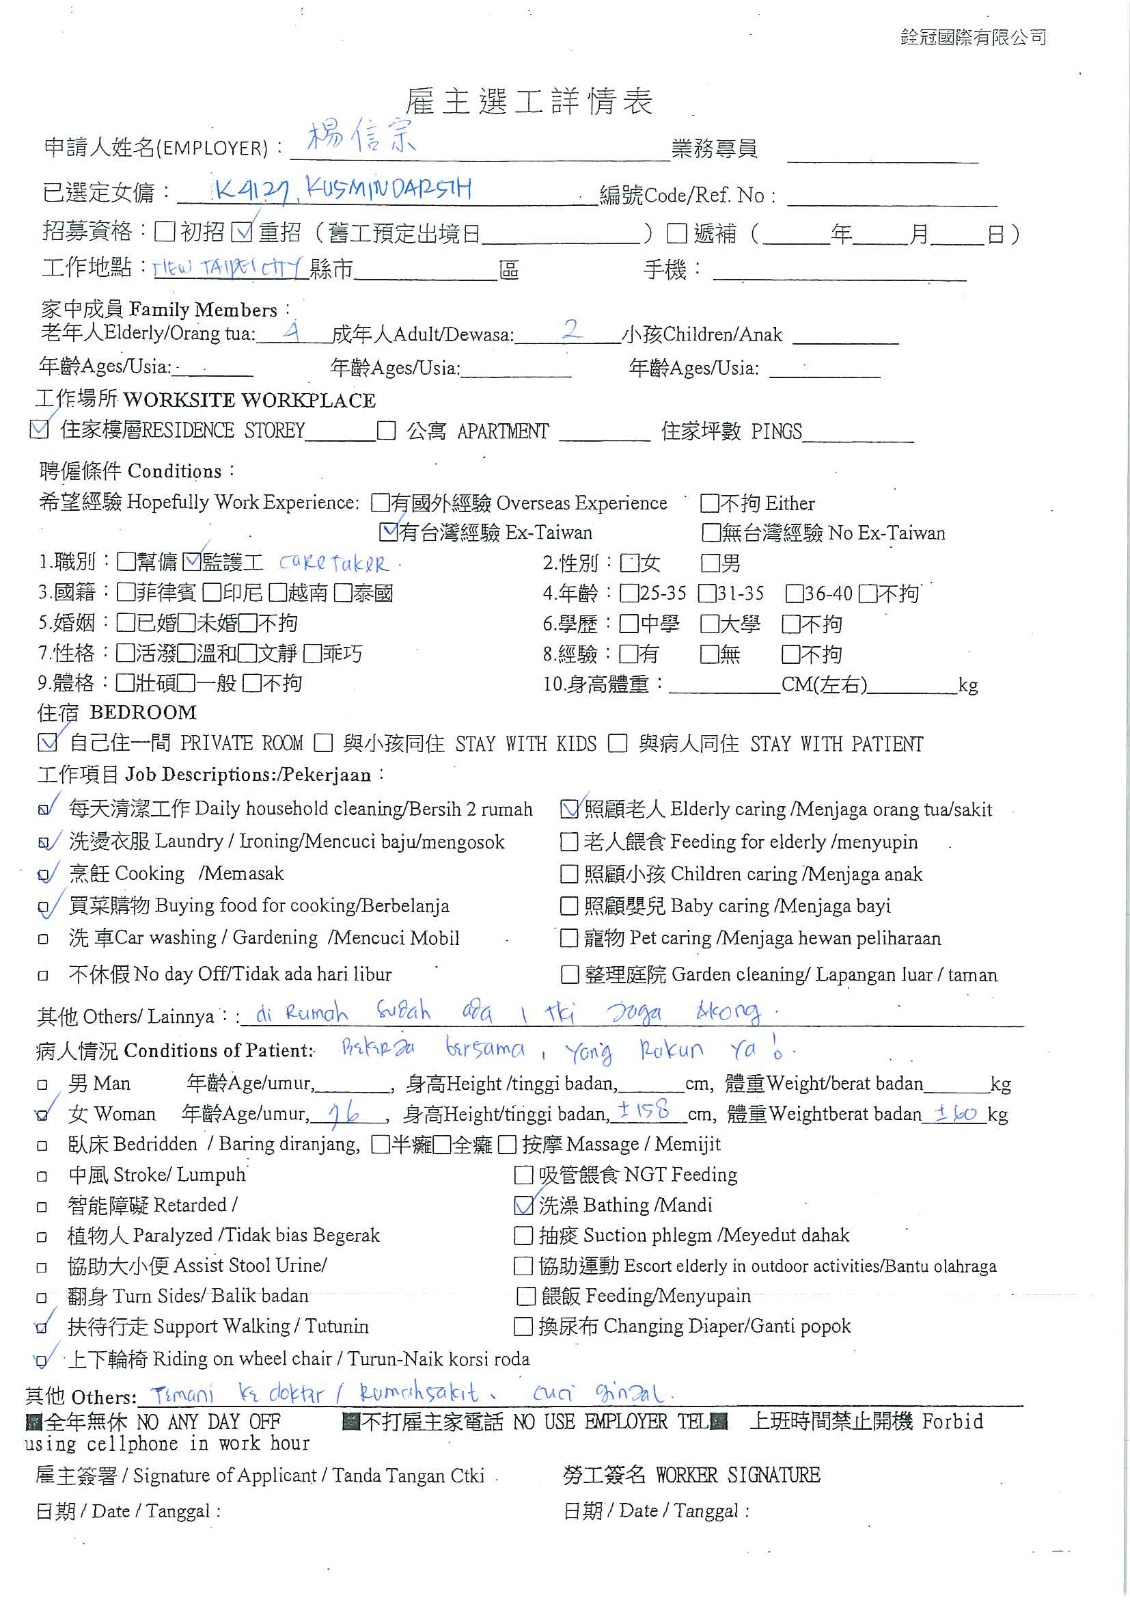 銓冠國際有限公司
雇主選工詳情表
申請人姓名(EMPLOYER)：楊信宗 業務專員
已選定女傭：K4127, KUSMINDARSIH 編號Code/Ref. No：
招募資格：□初招 ☑重招（舊工預定出境日 ）□遞補（ 年 月 日）
工作地點：NEW TAIPEI CITY 縣市 區 手機：
家中成員 Family Members：
老年人Elderly/Orang tua: 4 成年人Adult/Dewasa: 2 小孩Children/Anak
年齡Ages/Usia: 年齡Ages/Usia: 年齡Ages/Usia:
工作場所 WORKSITE WORKPLACE
☑ 住家樓層RESIDENCE STOREY □ 公寓 APARTMENT 住家坪數 PINGS
聘僱條件 Conditions：
希望經驗 Hopefully Work Experience: □有國外經驗 Overseas Experience □不拘 Either
☑有台灣經驗 Ex-Taiwan □無台灣經驗 No Ex-Taiwan
1.職別：□幫傭 ☑監護工 caretaker. 2.性別：□女 □男
3.國籍：□菲律賓 □印尼 □越南 □泰國 4.年齡：□25-35 □31-35 □36-40 □不拘
5.婚姻：□已婚□未婚□不拘 6.學歷：□中學 □大學 □不拘
7.性格：□活潑□溫和□文靜 □乖巧 8.經驗：□有 □無 □不拘
9.體格：□壯碩□一般 □不拘 10.身高體重： CM(左右) kg
住宿 BEDROOM
☑ 自己住一間 PRIVATE ROOM □ 與小孩同住 STAY WITH KIDS □ 與病人同住 STAY WITH PATIENT
工作項目 Job Descriptions:/Pekerjaan：
☑ 每天清潔工作 Daily household cleaning/Bersih 2 rumah ☑照顧老人 Elderly caring /Menjaga orang tua/sakit
☑ 洗燙衣服 Laundry / Ironing/Mencuci baju/mengosok □老人餵食 Feeding for elderly /menyupin
☑ 烹飪 Cooking /Memasak □照顧小孩 Children caring /Menjaga anak
☑ 買菜購物 Buying food for cooking/Berbelanja □照顧嬰兒 Baby caring /Menjaga bayi
□ 洗 車Car washing / Gardening /Mencuci Mobil □寵物 Pet caring /Menjaga hewan peliharaan
□ 不休假 No day Off/Tidak ada hari libur □整理庭院 Garden cleaning/ Lapangan luar / taman
其他 Others/ Lainnya：: di Rumah sudah ada 1 tki Jaga Akong.
病人情況 Conditions of Patient: BEKERJA bersama, yang Rukun Ya!
□ 男 Man 年齡Age/umur, , 身高Height /tinggi badan, cm, 體重Weight/berat badan kg
☑ 女 Woman 年齡Age/umur, 76 , 身高Height/tinggi badan, ±158 cm, 體重Weightberat badan ±60 kg
□ 臥床 Bedridden / Baring diranjang, □半癱□全癱 □ 按摩 Massage / Memijit
□ 中風 Stroke/ Lumpuh □吸管餵食 NGT Feeding
□ 智能障礙 Retarded / ☑洗澡 Bathing /Mandi
□ 植物人 Paralyzed /Tidak bias Begerak □抽痰 Suction phlegm /Meyedut dahak
□ 協助大小便 Assist Stool Urine/ □協助運動 Escort elderly in outdoor activities/Bantu olahraga
□ 翻身 Turn Sides/ Balik badan □餵飯 Feeding/Menyupain
☑ 扶待行走 Support Walking / Tutunin □換尿布 Changing Diaper/Ganti popok
☑ 上下輪椅 Riding on wheel chair / Turun-Naik korsi roda
其他 Others: Temani ke doktar / Rumahsakit. cuci ginjal.
■全年無休 NO ANY DAY OFF ■不打雇主家電話 NO USE EMPLOYER TEL■ 上班時間禁止開機 Forbid
using cellphone in work hour
雇主簽署 / Signature of Applicant / Tanda Tangan Ctki 勞工簽名 WORKER SIGNATURE
日期 / Date / Tanggal： 日期 / Date / Tanggal：